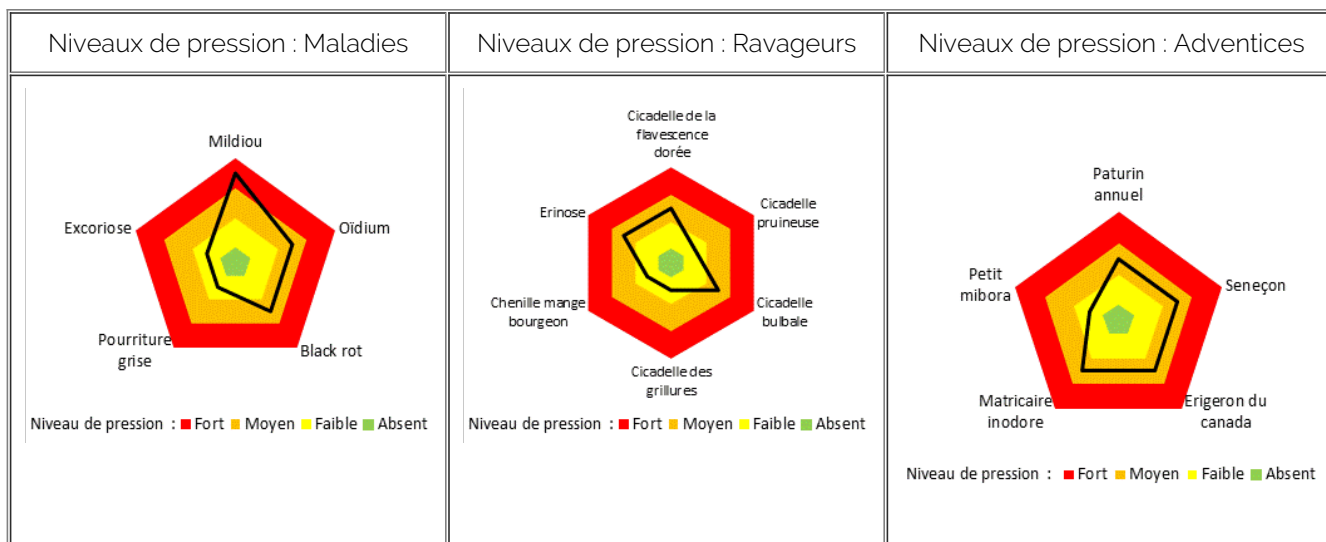 Niveaux de pression : Maladies
Niveaux de pression : Ravageurs
Niveaux de pression : Adventices
Mildiou
Oïdium
Black rot
Pourriture
grise
Excoriose
Niveau de pression : Fort Moyen Faible Absent
Cicadelle de la
flavescence
dorée
Cicadelle
pruineuse
Cicadelle
bulbale
Cicadelle des
grillures
Chenille mange
bourgeon
Erinose
Niveau de pression : Fort Moyen Faible Absent
Paturin
annuel
Seneçon
Erigeron du
canada
Matricaire
inodore
Petit
mibora
Niveau de pression : Fort Moyen Faible Absent